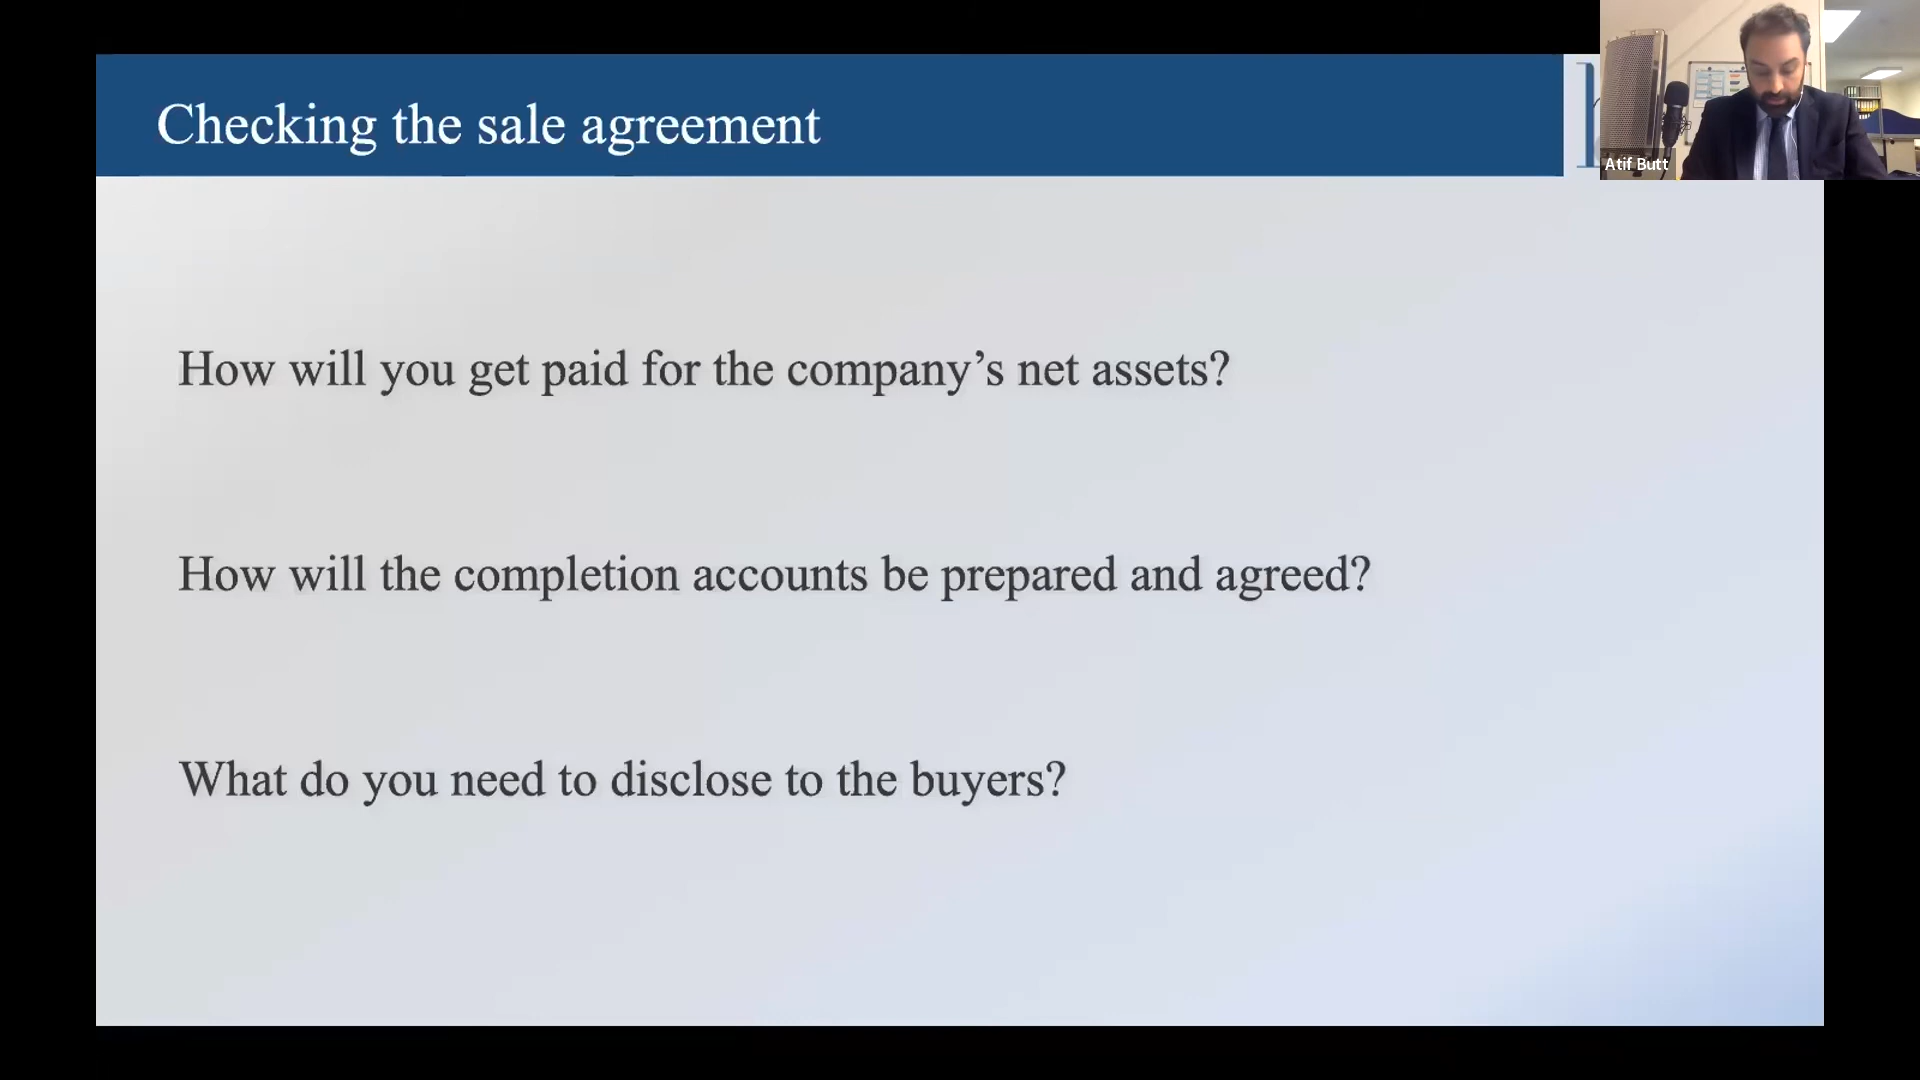 Checking the sale agreement
Atif Butt
How will you get paid for the company’s net assets?
How will the completion accounts be prepared and agreed?
What do you need to disclose to the buyers?